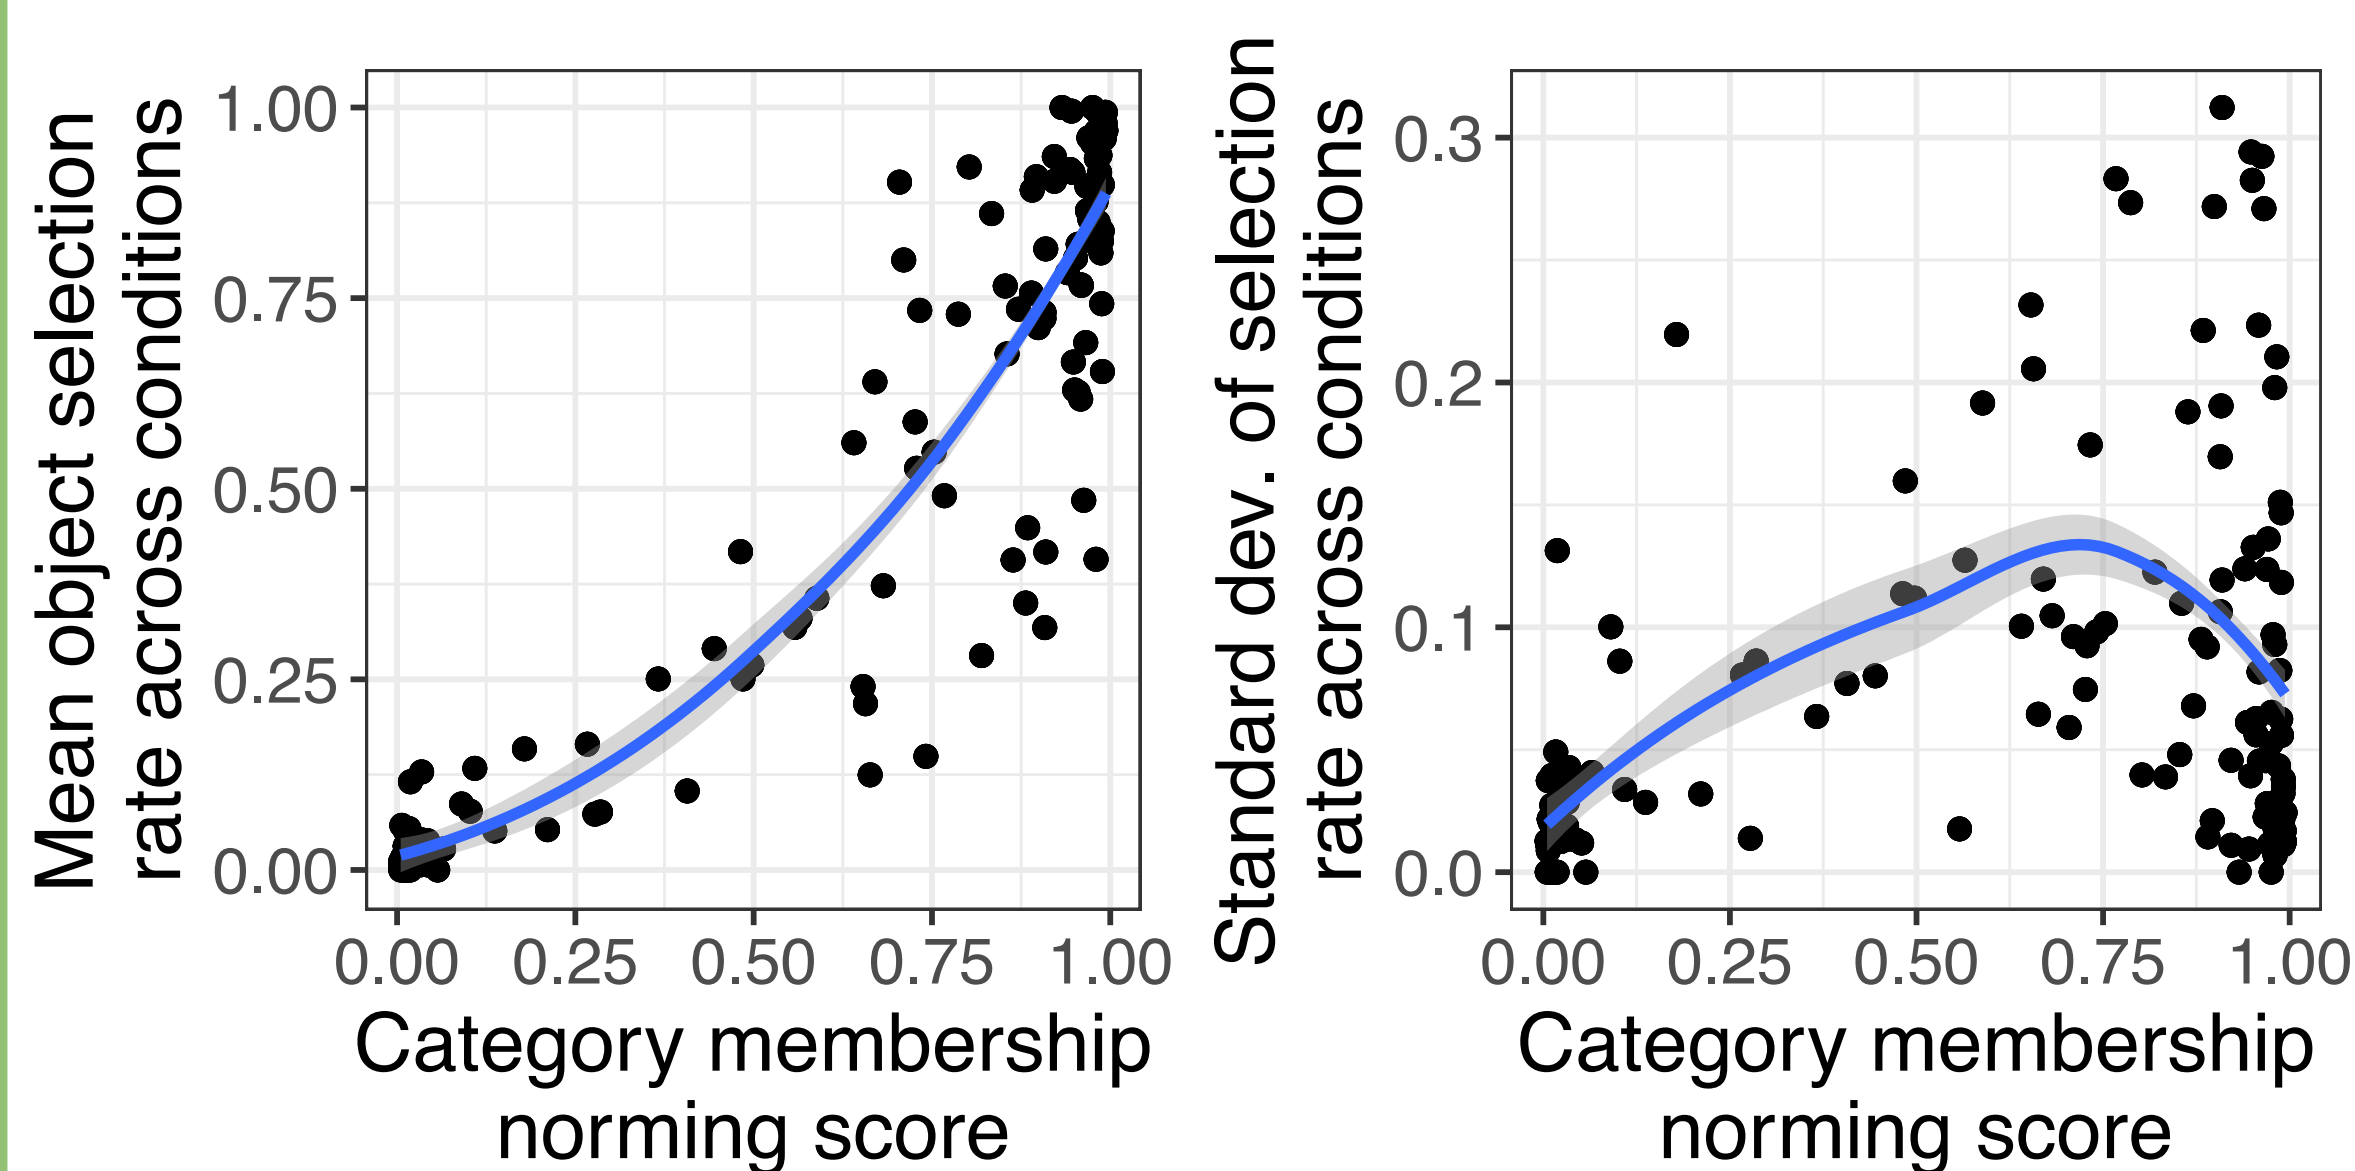 Mean object selection
rate across conditions
1.00
0.75
0.50
0.25
0.00
0.00 0.25 0.50 0.75 1.00
Category membership
norming score
Standard dev. of selection
rate across conditions
0.3
0.2
0.1
0.0
0.00 0.25 0.50 0.75 1.00
Category membership
norming score